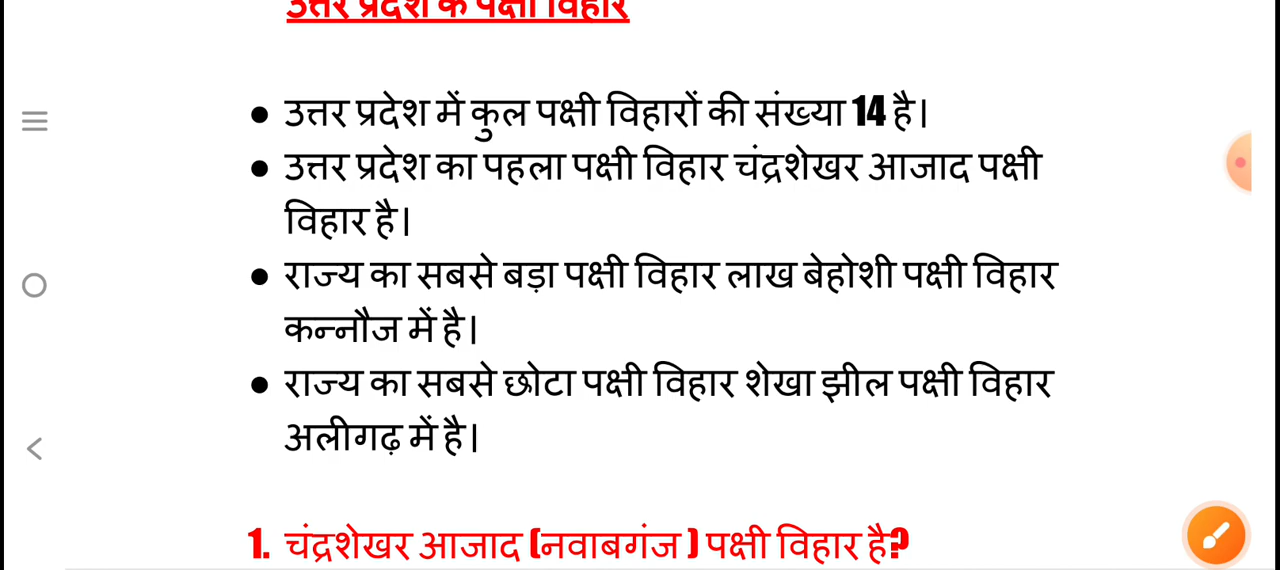 उत्तर प्रदेश के पक्षी विहार
● उत्तर प्रदेश में कुल पक्षी विहारों की संख्या 14 है।
● उत्तर प्रदेश का पहला पक्षी विहार चंद्रशेखर आजाद पक्षी
विहार है।
● राज्य का सबसे बड़ा पक्षी विहार लाख बेहोशी पक्षी विहार
कन्नौज में है।
● राज्य का सबसे छोटा पक्षी विहार शेखा झील पक्षी विहार
अलीगढ़ में है।
1. चंद्रशेखर आजाद (नवाबगंज ) पक्षी विहार है?